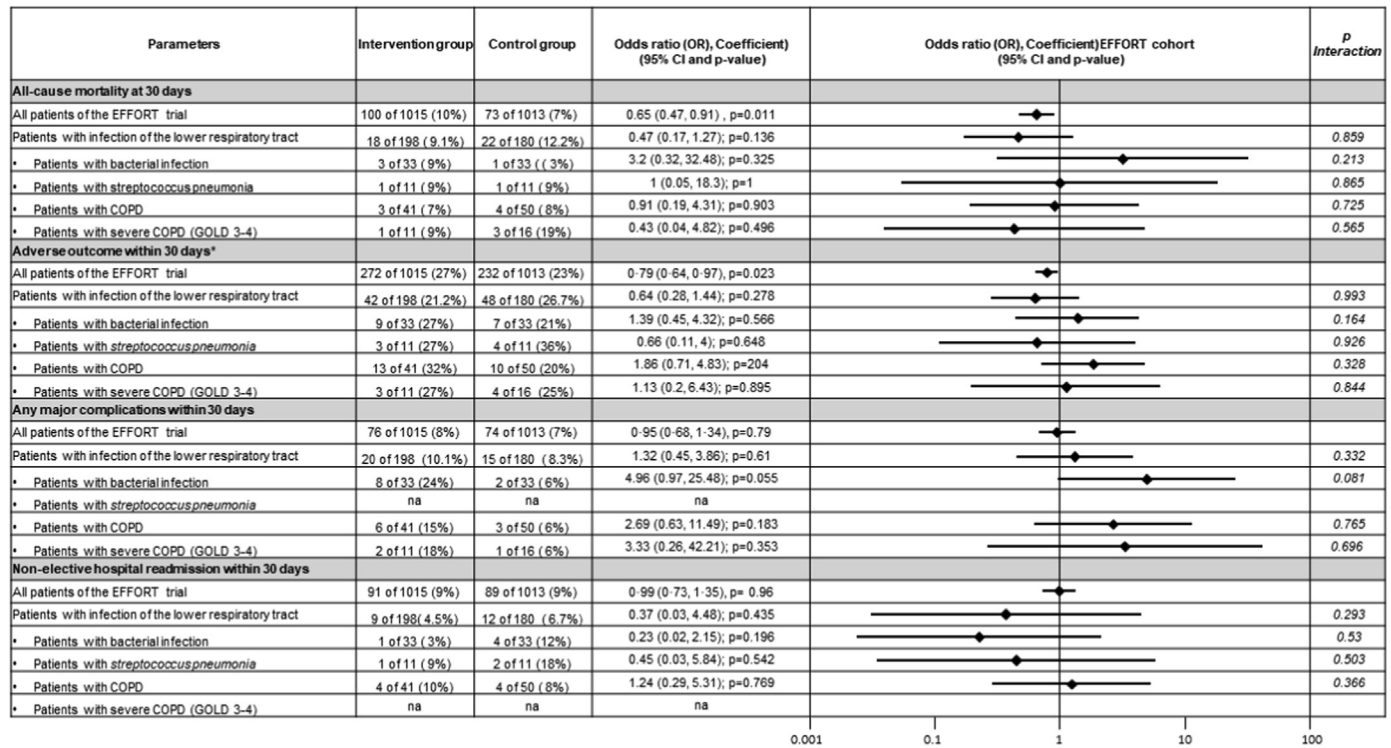 Parameters Intervention group Control group Odds ratio (OR), Coefficient) Odds ratio (OR), Coefficient)EFFORT cohort p
(95% CI and p-value) (95% CI and p-value) Interaction
All-cause mortality at 30 days
All patients of the EFFORT trial 100 of 1015 (10%) 73 of 1013 (7%) 0.65 (0.47, 0.91) , p=0.011
Patients with infection of the lower respiratory tract 18 of 198 ( 9.1%) 22 of 180 (12.2%) 0.47 (0.17, 1.27); p=0.136 0.859
• Patients with bacterial infection 3 of 33 (9%) 1 of 33 (( 3%) 3.2 (0.32, 32.48); p=0.325 0.213
• Patients with streptococcus pneumonia 1 of 11 (9%) 1 of 11 (9%) 1 (0.05, 18.3); p=1 0.865
• Patients with COPD 3 of 41 (7%) 4 of 50 (8%) 0.91 (0.19, 4.31); p=0.903 0.725
• Patients with severe COPD (GOLD 3-4) 1 of 11 (9%) 3 of 16 (19%) 0.43 (0.04, 4.82); p=0.496 0.565
Adverse outcome within 30 days*
All patients of the EFFORT trial 272 of 1015 (27%) 232 of 1013 (23%) 0·79 (0·64, 0·97), p=0.023
Patients with infection of the lower respiratory tract 42 of 198 (21.2%) 48 of 180 (26.7%) 0.64 (0.28, 1.44); p=0.278 0.993
• Patients with bacterial infection 9 of 33 (27%) 7 of 33 (21%) 1.39 (0.45, 4.32); p=0.566 0.164
• Patients with streptococcus pneumonia 3 of 11 (27%) 4 of 11 (36%) 0.66 (0.11, 4); p=0.648 0.926
• Patients with COPD 13 of 41 (32%) 10 of 50 (20%) 1.86 (0.71, 4.83); p=204 0.328
• Patients with severe COPD (GOLD 3-4) 3 of 11 (27%) 4 of 16 (25%) 1.13 (0.2, 6.43); p=0.895 0.844
Any major complications within 30 days
All patients of the EFFORT trial 76 of 1015 (8%) 74 of 1013 (7%) 0·95 (0·68, 1·34), p=0.79
Patients with infection of the lower respiratory tract 20 of 198 (10.1%) 15 of 180 (8.3%) 1.32 (0.45, 3.86); p=0.61 0.332
• Patients with bacterial infection 8 of 33 (24%) 2 of 33 (6%) 4.96 (0.97, 25.48); p=0.055 0.081
• Patients with streptococcus pneumonia na na na
• Patients with COPD 6 of 41 (15%) 3 of 50 (6%) 2.69 (0.63, 11.49); p=0.183 0.765
• Patients with severe COPD (GOLD 3-4) 2 of 11 (18%) 1 of 16 (6%) 3.33 (0.26, 42.21); p=0.353 0.696
Non-elective hospital readmission within 30 days
All patients of the EFFORT trial 91 of 1015 (9%) 89 of 1013 (9%) 0·99 (0·73, 1·35), p= 0.96
Patients with infection of the lower respiratory tract 9 of 198( 4.5%) 12 of 180 (6.7%) 0.37 (0.03, 4.48); p=0.435 0.293
• Patients with bacterial infection 1 of 33 ( 3%) 4 of 33 (12%) 0.23 (0.02, 2.15); p=0.196 0.53
• Patients with streptococcus pneumonia 1 of 11 (9%) 2 of 11 (18%) 0.45 (0.03, 5.84); p=0.542 0.503
• Patients with COPD 4 of 41 (10%) 4 of 50 (8%) 1.24 (0.29, 5.31); p=0.769 0.366
• Patients with severe COPD (GOLD 3-4) na na na
0.001 0.1 1 10 100